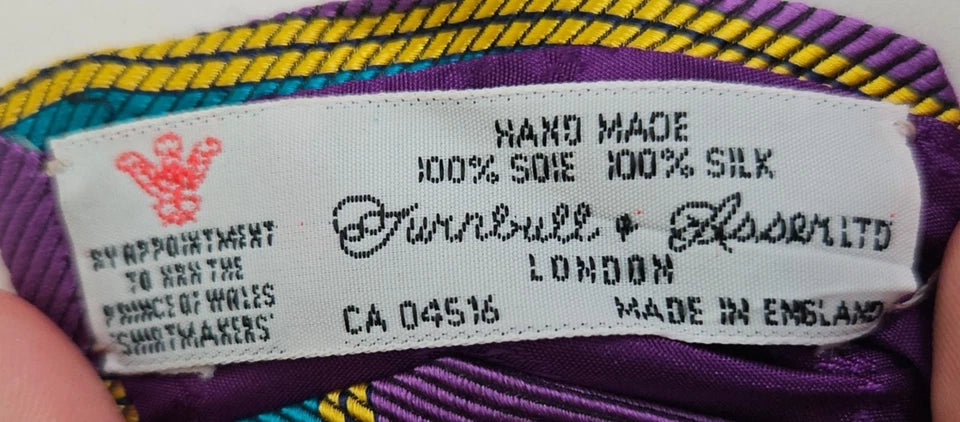 HAND MADE
100% SOIE 100% SILK
Turnbull & Asser LTD
LONDON
CA 04516 MADE IN ENGLAND
BY APPOINTMENT
TO HRH THE
PRINCE OF WALES
SHIRTMAKERS'